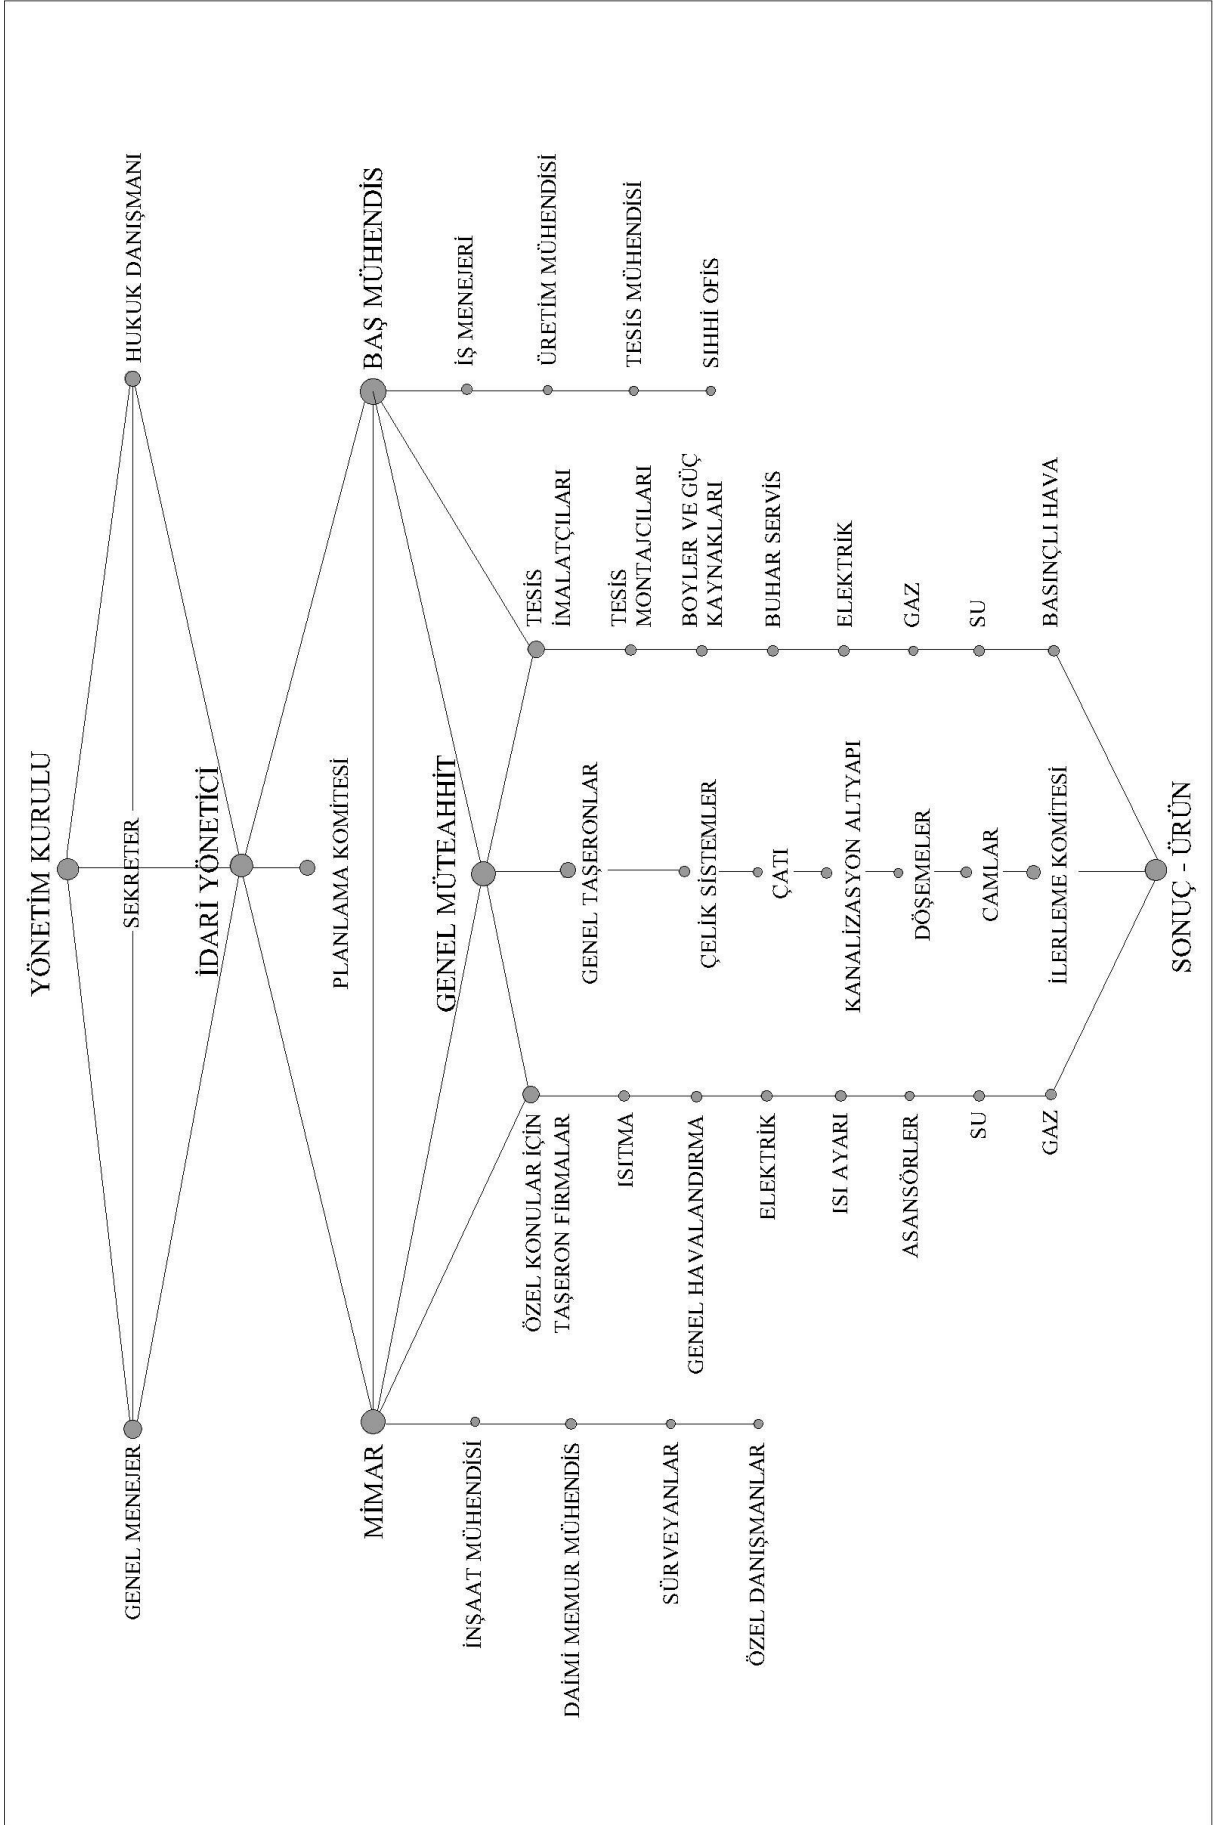 YÖNETİM KURULU
GENEL MENEJER
SEKRETER
HUKUK DANIŞMANI
İDARİ YÖNETİCİ
PLANLAMA KOMİTESİ
MİMAR
BAŞ MÜHENDİS
İNŞAAT MÜHENDİSİ
DAİMİ MEMUR MÜHENDİS
SÜRVEYANLAR
ÖZEL DANIŞMANLAR
GENEL MÜTEAHHİT
İŞ MENEJERİ
ÜRETİM MÜHENDİSİ
TESİS MÜHENDİSİ
SIHHİ OFİS
ÖZEL KONULAR İÇİN
TAŞERON FİRMALAR
ISITMA
GENEL HAVALANDIRMA
ELEKTRİK
ISI AYARI
ASANSÖRLER
SU
GAZ
GENEL TAŞERONLAR
ÇELİK SİSTEMLER
ÇATI
KANALİZASYON ALTYAPI
DÖŞEMELER
CAMLAR
İLERLEME KOMİTESİ
TESİS
İMALATÇILARI
TESİS
MONTAJCILARI
BOYLER VE GÜÇ
KAYNAKLARI
BUHAR SERVİS
ELEKTRİK
GAZ
SU
BASINÇLI HAVA
SONUÇ - ÜRÜN